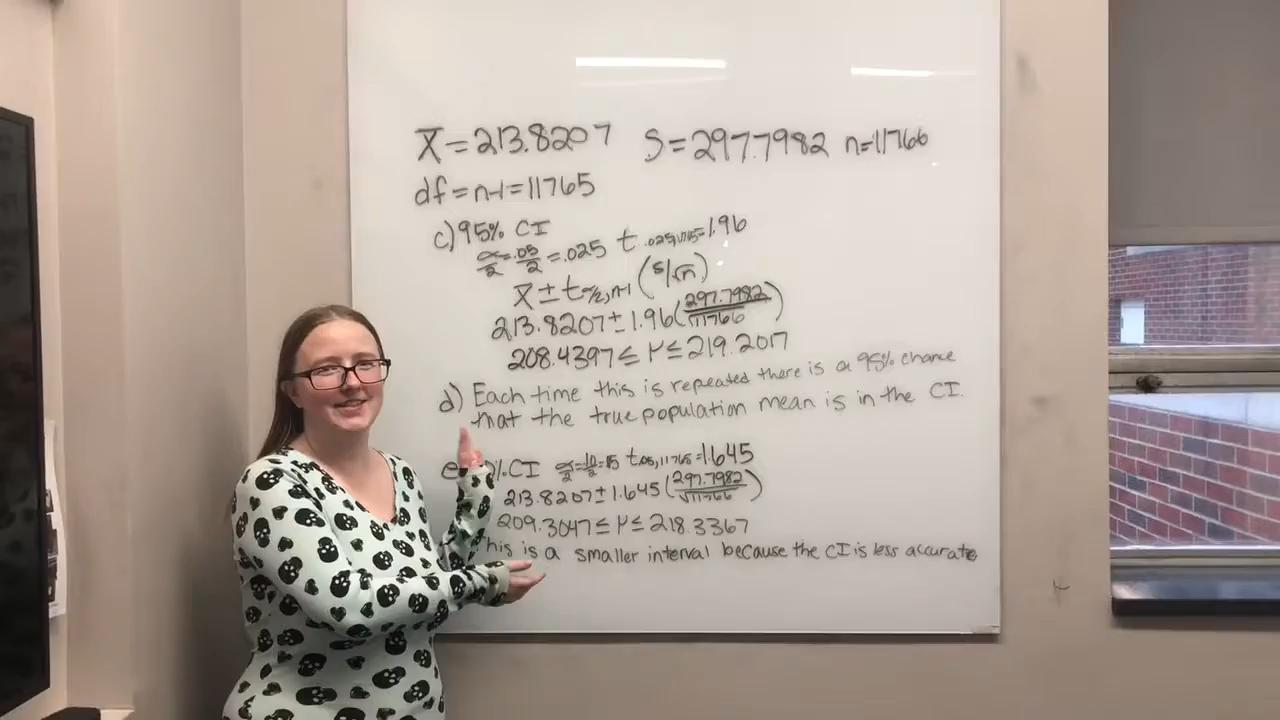 x̄ = 213.8207 S = 297.7982 n=11766
df = n-1 = 11765
c) 95% CI
α/2 = .05/2 = .025 t .025,11765 = 1.96
x̄ ± t α/2, n-1 (s/√n)
213.8207 ± 1.96 (297.7982/√11766)
208.4397 ≤ μ ≤ 219.2017
d) Each time this is repeated there is a 95% chance
that the true population mean is in the CI.
% CI α/2 = t.05,11765 = 1.645
213.8207 ± 1.645 (297.7982/√11766)
209.3047 ≤ μ ≤ 218.3367
This is a smaller interval because the CI is less accurate